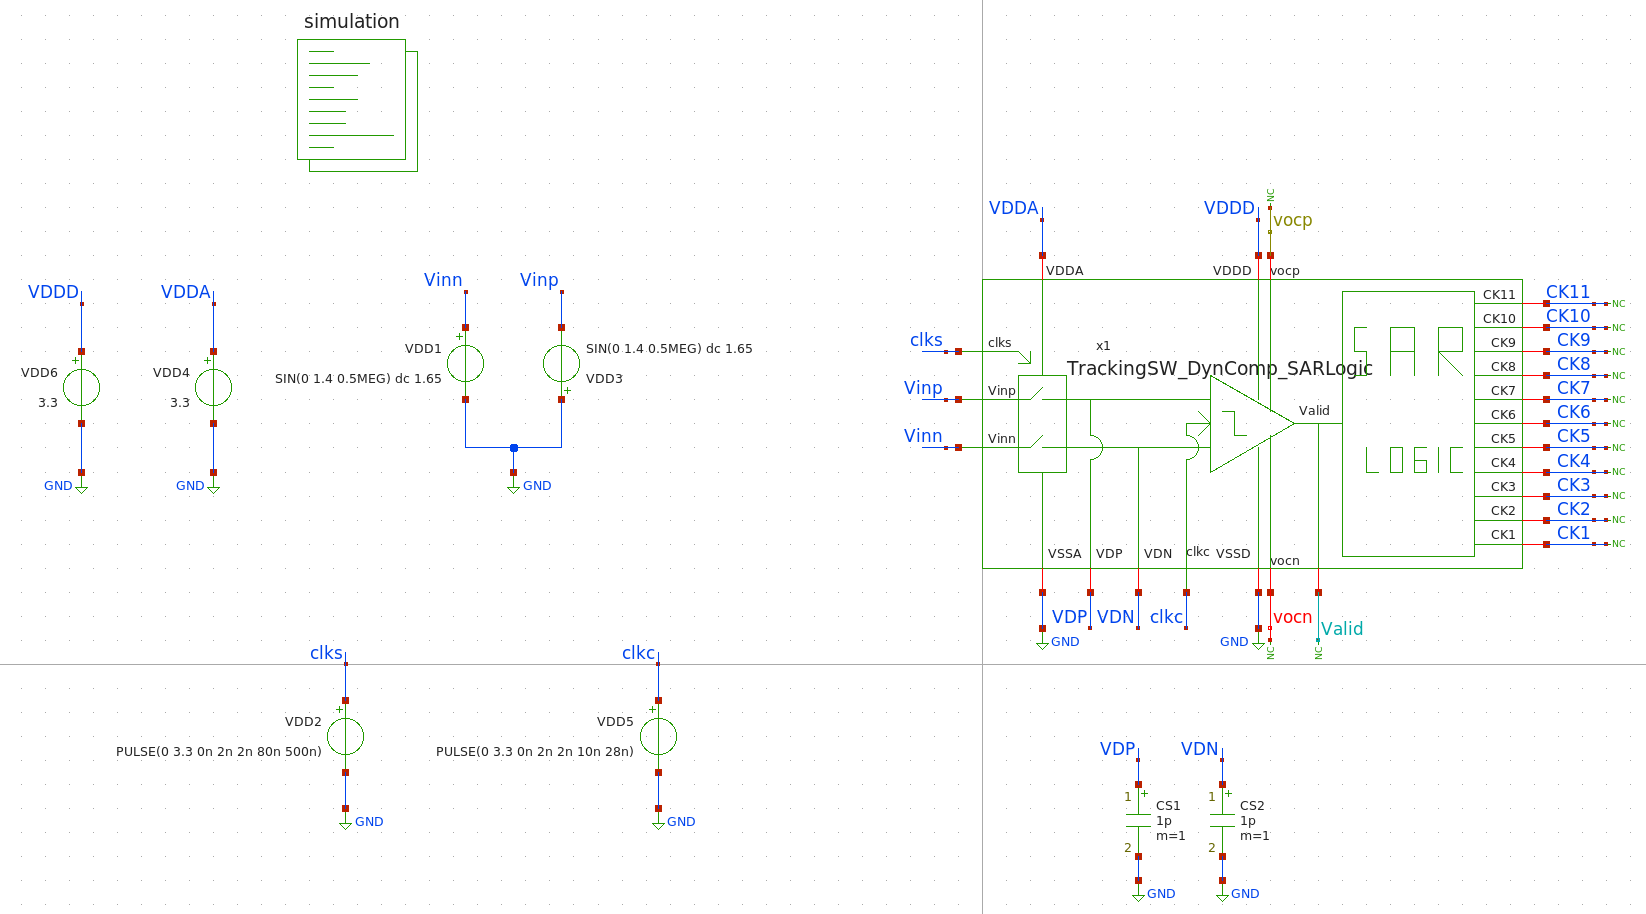 simulation
VDDD
VDD6
3.3
GND
VDDA
VDD4
3.3
GND
Vinn
VDD1
SIN(0 1.4 0.5MEG) dc 1.65
Vinp
SIN(0 1.4 0.5MEG) dc 1.65
VDD3
GND
clks
VDD2
PULSE(0 3.3 0n 2n 2n 80n 500n)
GND
clkc
VDD5
PULSE(0 3.3 0n 2n 2n 10n 28n)
GND
VDDA
VDDD
NC
vocp
VDDA
VDDD
vocp
clks
Vinp
Vinn
clks
Vinp
Vinn
x1
TrackingSW_DynComp_SARLogic
Valid
SAR
LOGIC
CK11 CK11 NC
CK10 CK10 NC
CK9 CK9 NC
CK8 CK8 NC
CK7 CK7 NC
CK6 CK6 NC
CK5 CK5 NC
CK4 CK4 NC
CK3 CK3 NC
CK2 CK2 NC
CK1 CK1 NC
VSSA
VDP
VDN
clkc
VSSD
vocn
GND
VDP
VDN
clkc
GND
vocn
NC
Valid
NC
VDP
1
CS1
1p
m=1
2
GND
VDN
1
CS2
1p
m=1
2
GND